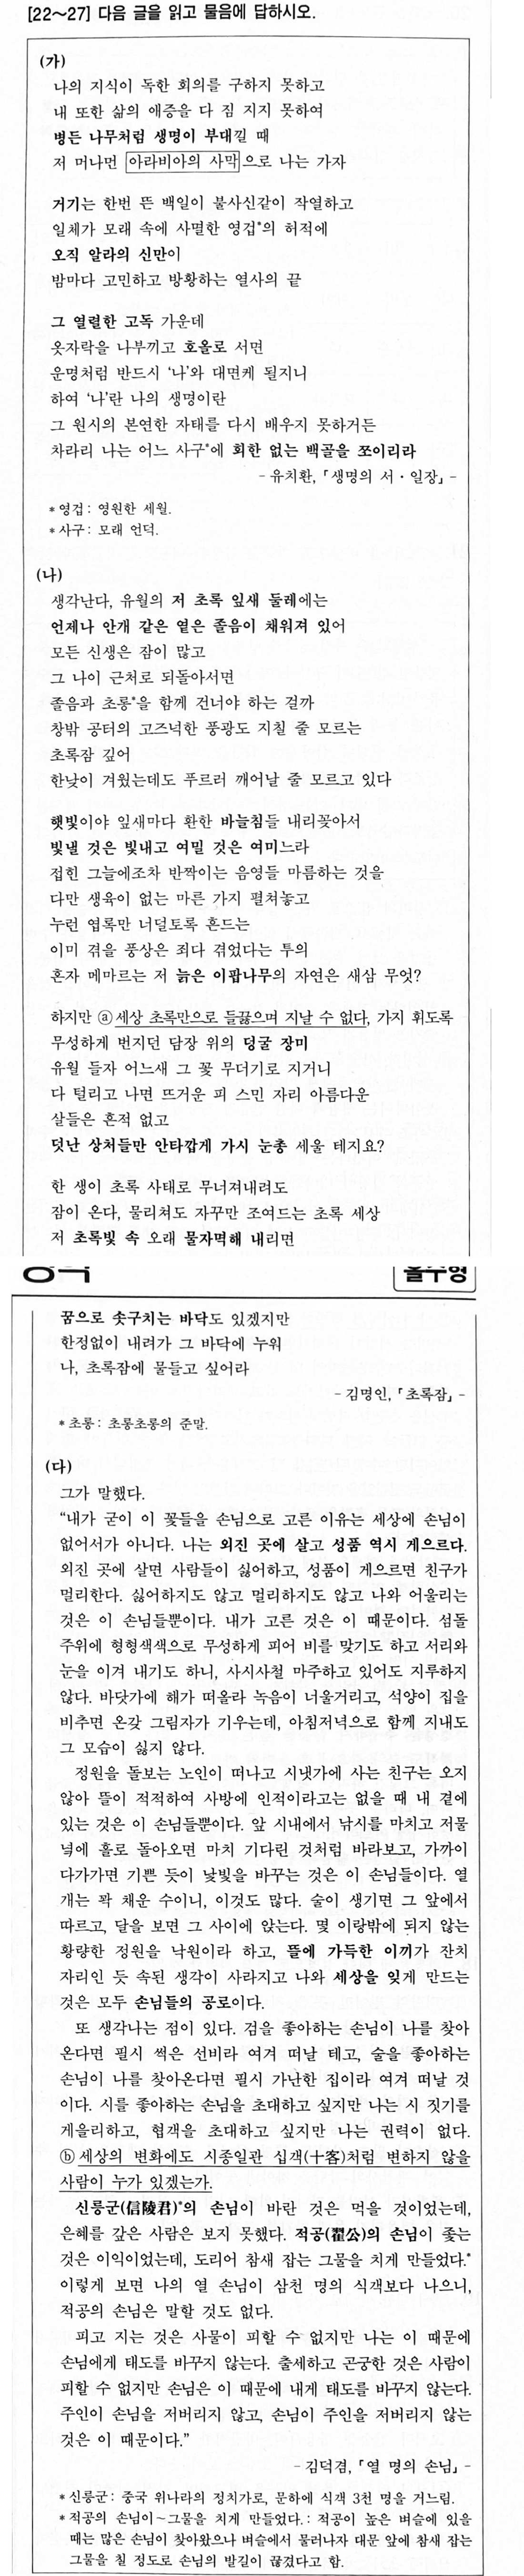 [22～27] 다음 글을 읽고 물음에 답하시오.
(가)
나의 지식이 독한 회의를 구하지 못하고
내 또한 삶의 애증을 다 짐 지지 못하여
병든 나무처럼 생명이 부대낄 때
저 머나먼 아라비아의 사막으로 나는 가자
거기는 한번 뜬 백일이 불사신같이 작열하고
일체가 모래 속에 사멸한 영겁*의 허적에
오직 알라의 신만이
밤마다 고민하고 방황하는 열사의 끝
그 열렬한 고독 가운데
옷자락을 나부끼고 호올로 서면
운명처럼 반드시 ‘나’와 대면케 될지니
하여 ‘나’란 나의 생명이란
그 원시의 본연한 자태를 다시 배우지 못하거든
차라리 나는 어느 사구*에 회한 없는 백골을 쪼이리라
- 유치환, 「생명의 서·일장」 -
* 영겁: 영원한 세월.
* 사구: 모래 언덕.
(나)
생각난다, 유월의 저 초록 잎새 둘레에는
언제나 안개 같은 옅은 졸음이 채워져 있어
모든 신생은 잠이 많고
그 나이 근처로 되돌아서면
졸음과 초롱*을 함께 건너야 하는 걸까
창밖 공터의 고즈넉한 풍광도 지칠 줄 모르는
초록잠 깊어
한낮이 겨웠는데도 푸르러 깨어날 줄 모르고 있다
햇빛이야 잎새마다 환한 바늘침들 내리꽂아서
빛낼 것은 빛내고 여밀 것은 여미느라
접힌 그늘에조차 반짝이는 음영들 마름하는 것을
다만 생육이 없는 마른 가지 펼쳐놓고
누런 엽록만 너덜토록 흔드는
이미 겪을 풍상은 죄다 겪었다는 투의
혼자 메마르는 저 늙은 이팝나무의 자연은 새삼 무엇?
하지만 ⓐ세상 초록만으로 들끓으며 지날 수 없다, 가지 휘도록
무성하게 번지던 담장 위의 덩굴 장미
유월 들자 어느새 그 꽃 무더기로 지거니
다 털리고 나면 뜨거운 피 스민 자리 아름다운
살들은 흔적 없고
덧난 상처들만 안타깝게 가시 눈총 세울 테지요?
한 생이 초록 사태로 무너져내려도
잠이 온다, 물리쳐도 자꾸만 조여드는 초록 세상
저 초록빛 속 오래 물자멱해 내리면
홀수형
꿈으로 솟구치는 바닥도 있겠지만
한정없이 내려가 그 바닥에 누워
나, 초록잠에 물들고 싶어라
- 김명인, 「초록잠」 -
* 초롱: 초롱초롱의 준말.
(다)
그가 말했다.
“내가 굳이 이 꽃들을 손님으로 고른 이유는 세상에 손님이
없어서가 아니다. 나는 외진 곳에 살고 성품 역시 게으르다.
외진 곳에 살면 사람들이 싫어하고, 성품이 게으르면 친구가
멀리한다. 싫어하지도 않고 멀리하지도 않고 나와 어울리는
것은 이 손님들뿐이다. 내가 고른 것은 이 때문이다. 섬돌
주위에 형형색색으로 무성하게 피어 비를 맞기도 하고 서리와
눈을 이겨 내기도 하니, 사시사철 마주하고 있어도 지루하지
않다. 바닷가에 해가 떠올라 녹음이 너울거리고, 석양이 집을
비추면 온갖 그림자가 기우는데, 아침저녁으로 함께 지내도
그 모습이 싫지 않다.
정원을 돌보는 노인이 떠나고 시냇가에 사는 친구는 오지
않아 뜰이 적적하여 사방에 인적이라고는 없을 때 내 곁에
있는 것은 이 손님들뿐이다. 앞 시내에서 낚시를 마치고 저물
녘에 홀로 돌아오면 마치 기다린 것처럼 바라보고, 가까이
다가가면 기쁜 듯이 낯빛을 바꾸는 것은 이 손님들이다. 열
개는 꽉 채운 수이니, 이것도 많다. 술이 생기면 그 앞에서
따르고, 달을 보면 그 사이에 앉는다. 몇 이랑밖에 되지 않는
황량한 정원을 낙원이라 하고, 뜰에 가득한 이끼가 잔치
자리인 듯 속된 생각이 사라지고 나와 세상을 잊게 만드는
것은 모두 손님들의 공로이다.
또 생각나는 점이 있다. 검을 좋아하는 손님이 나를 찾아
온다면 필시 썩은 선비라 여겨 떠날 테고, 술을 좋아하는
손님이 나를 찾아온다면 필시 가난한 집이라 여겨 떠날 것
이다. 시를 좋아하는 손님을 초대하고 싶지만 나는 시 짓기를
게을리하고, 협객을 초대하고 싶지만 나는 권력이 없다.
ⓑ세상의 변화에도 시종일관 십객(十客)처럼 변하지 않을
사람이 누가 있겠는가.
신릉군(信陵君)*의 손님이 바란 것은 먹을 것이었는데,
은혜를 갚은 사람은 보지 못했다. 적공(翟公)의 손님이 좇는
것은 이익이었는데, 도리어 참새 잡는 그물을 치게 만들었다.*
이렇게 보면 나의 열 손님이 삼천 명의 식객보다 나으니,
적공의 손님은 말할 것도 없다.
피고 지는 것은 사물이 피할 수 없지만 나는 이 때문에
손님에게 태도를 바꾸지 않는다. 출세하고 곤궁한 것은 사람이
피할 수 없지만 손님은 이 때문에 내게 태도를 바꾸지 않는다.
주인이 손님을 저버리지 않고, 손님이 주인을 저버리지 않는
것은 이 때문이다.”
- 김덕겸, 「열 명의 손님」 -
* 신릉군: 중국 위나라의 정치가로, 문하에 식객 3천 명을 거느림.
* 적공의 손님이～그물을 치게 만들었다.: 적공이 높은 벼슬에 있을
때는 많은 손님이 찾아왔으나 벼슬에서 물러나자 대문 앞에 참새 잡는
그물을 칠 정도로 손님의 발길이 끊겼다고 함.